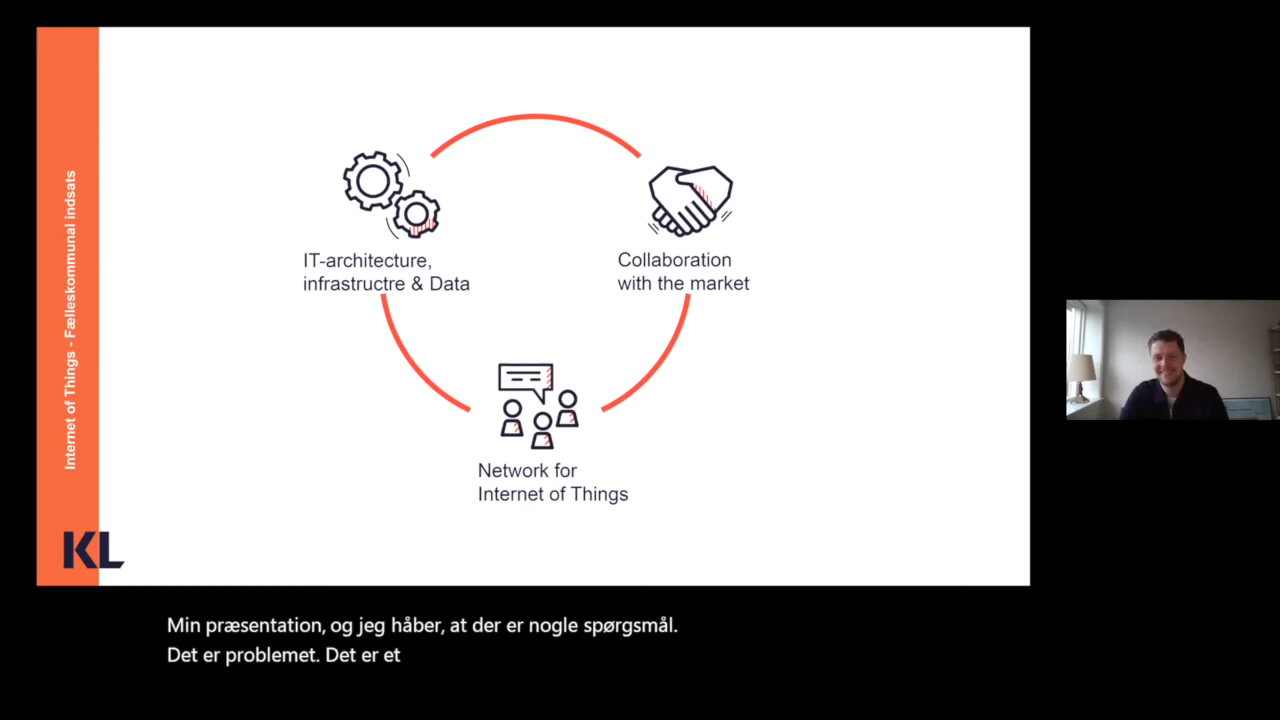 Internet of Things - Fælleskommunal indsats
IT-architecture,
infrastructre & Data
Collaboration
with the market
Network for
Internet of Things
KL
Min præsentation, og jeg håber, at der er nogle spørgsmål.
Det er problemet. Det er et